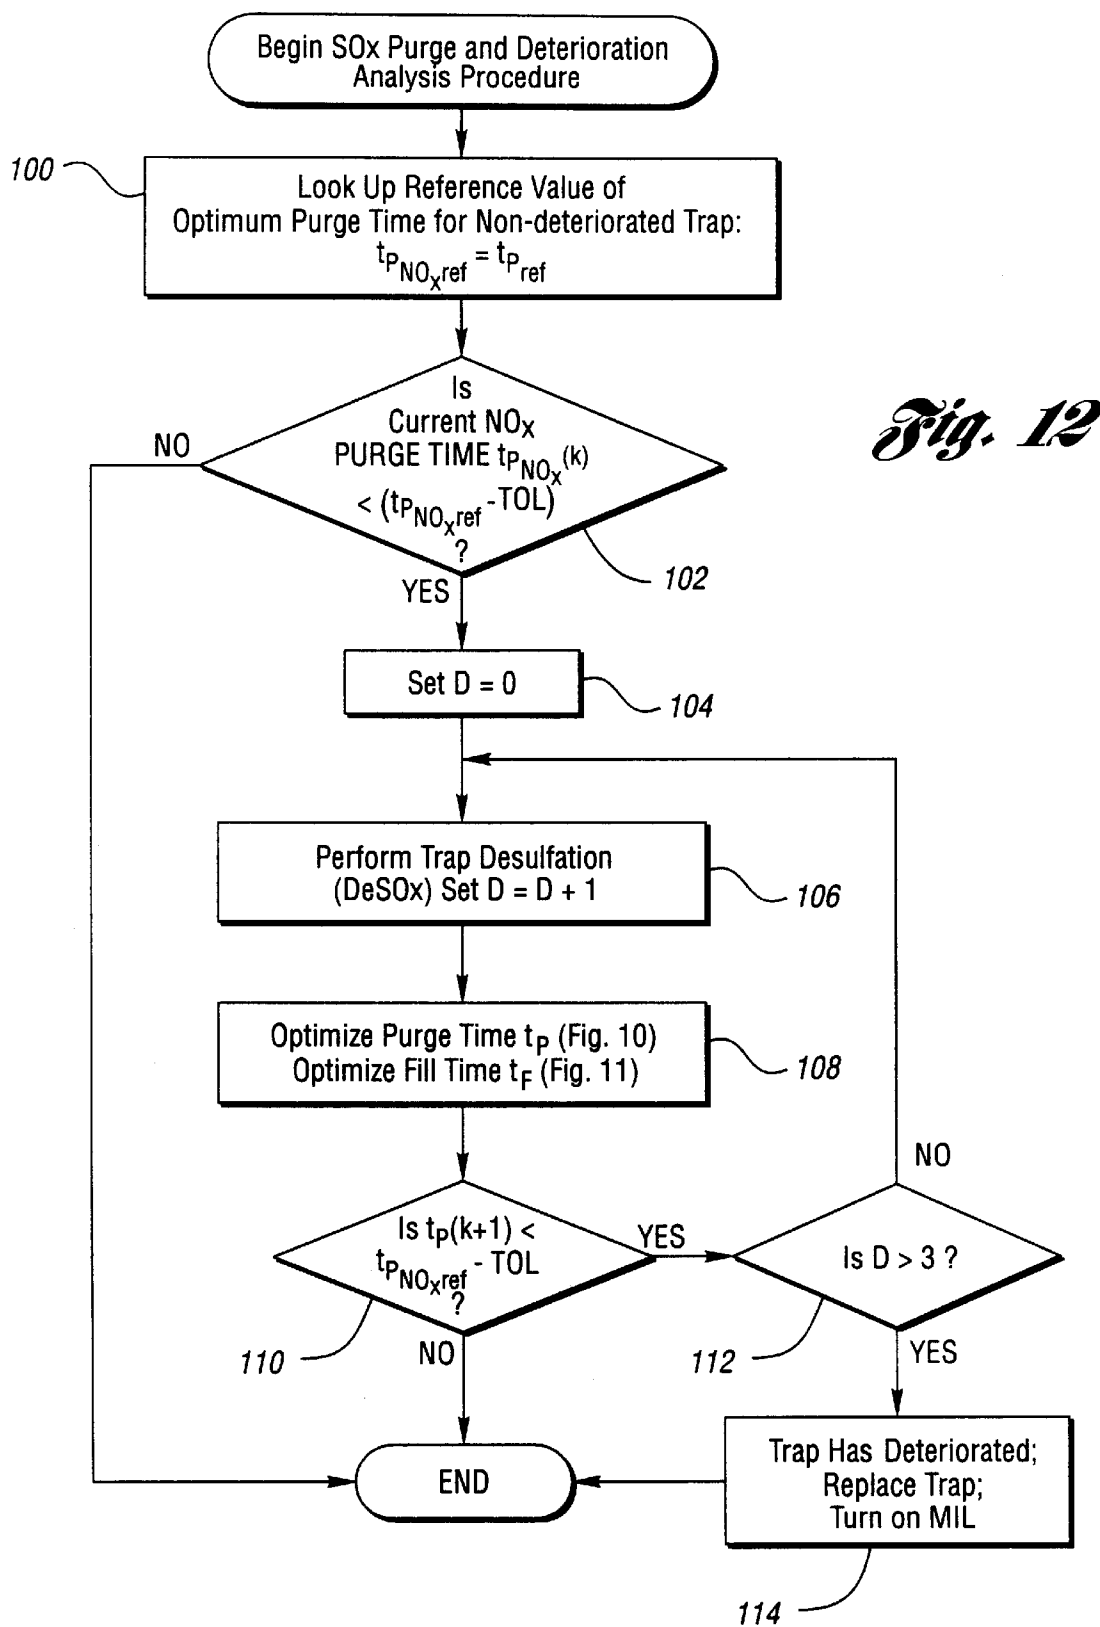 Begin SOx Purge and Deterioration
Analysis Procedure
100
Look Up Reference Value of
Optimum Purge Time for Non-deteriorated Trap:
tPNOxref = tPref
Is
Current NOx
PURGE TIME tPNOx(k)
< (tPNOxref -TOL)
?
NO
YES
102
Fig. 12
Set D = 0
104
Perform Trap Desulfation
(DeSOx) Set D = D + 1
106
Optimize Purge Time tP (Fig. 10)
Optimize Fill Time tF (Fig. 11)
108
Is tP(k+1) <
tPNOxref - TOL
?
YES
NO
110
Is D > 3 ?
NO
YES
112
Trap Has Deteriorated;
Replace Trap;
Turn on MIL
114
END